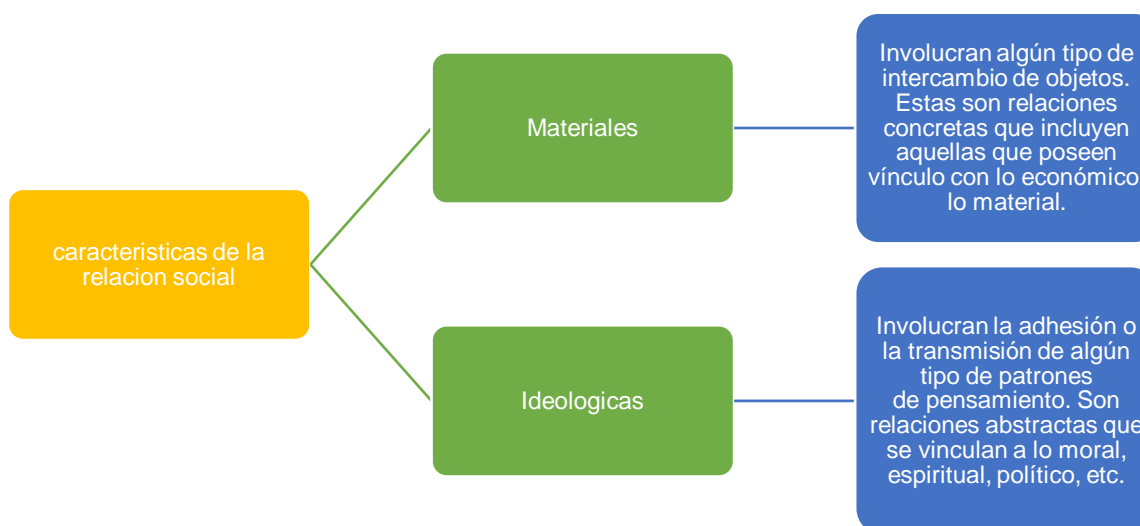 caracteristicas de la
relacion social
Materiales
Involucran algún tipo de
intercambio de objetos.
Estas son relaciones
concretas que incluyen
aquellas que poseen
vínculo con lo económico
lo material.
Ideologicas
Involucran la adhesión o
la transmisión de algún
tipo de patrones
de pensamiento. Son
relaciones abstractas que
se vinculan a lo moral,
espiritual, político, etc.